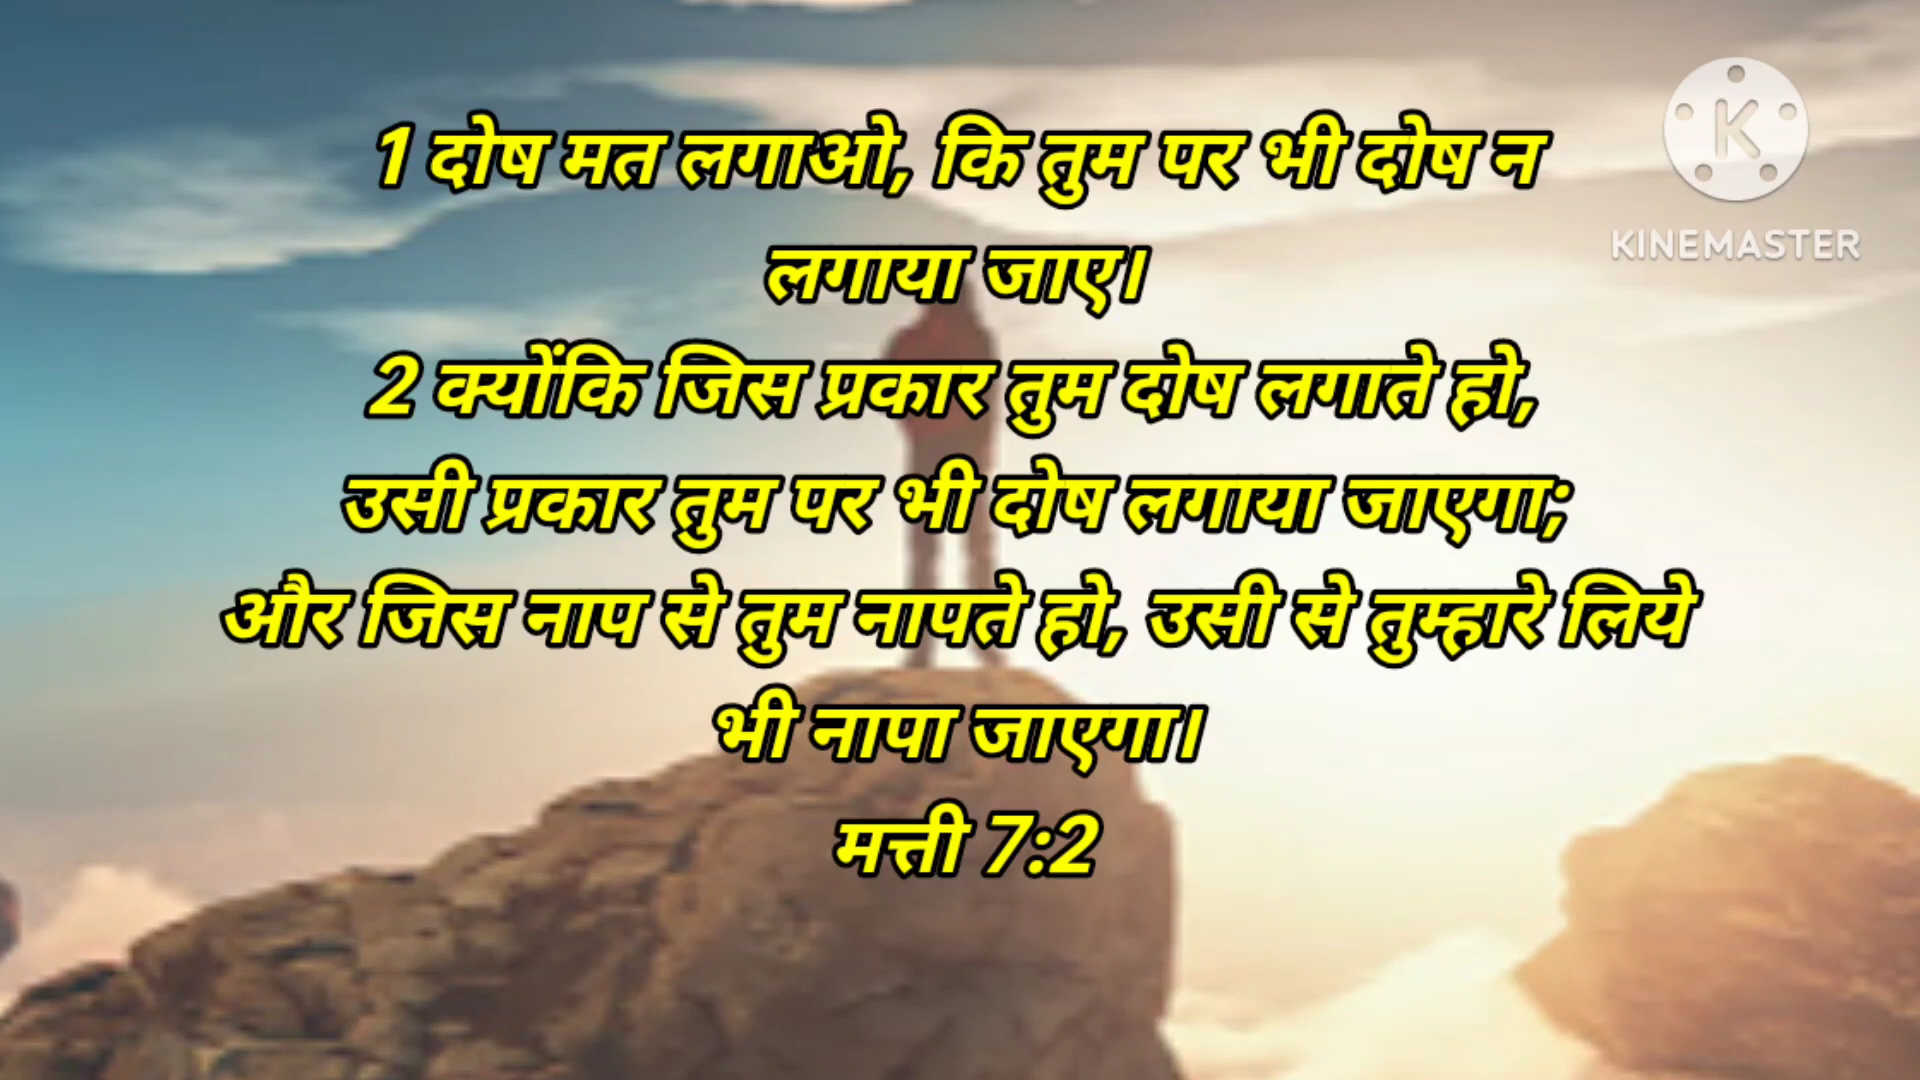 1 दोष मत लगाओ, कि तुम पर भी दोष न
लगाया जाए।
2 क्योंकि जिस प्रकार तुम दोष लगाते हो,
उसी प्रकार तुम पर भी दोष लगाया जाएगा;
और जिस नाप से तुम नापते हो, उसी से तुम्हारे लिये
भी नापा जाएगा।
मत्ती 7:2
K
KINEMASTER